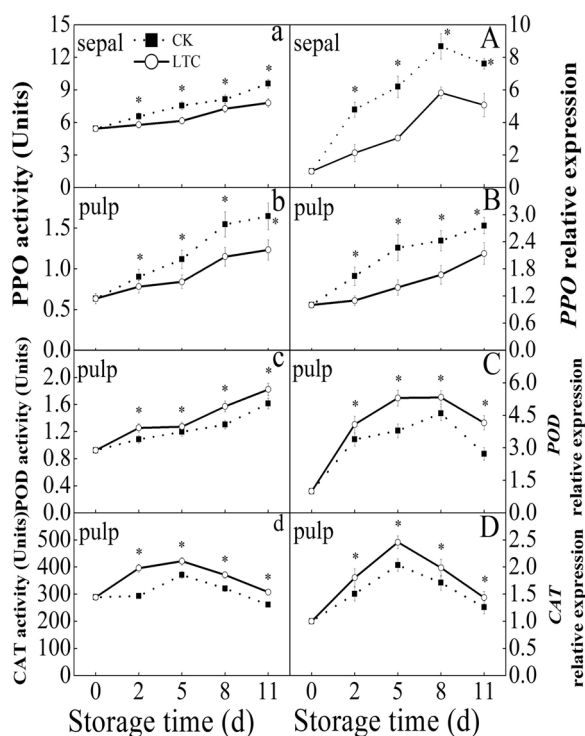 PPO activity (Units)
POD activity (Units)
CAT activity (Units)
15
12
9
6
3
0
sepal
CK
LTC
a
* * * *
1.5
1.0
0.5
0.0
pulp
b
* * * *
2.0
1.6
1.2
0.8
0.4
0.0
pulp
c
* * * *
500
400
300
200
100
0
pulp
d
* * * *
0 2 5 8 11
Storage time (d)
sepal
A
* * * *
10
8
6
4
2
0
pulp
B
* * * *
3.0
2.4
1.8
1.2
0.6
0.0
pulp
C
* * * *
6.0
4.5
3.0
1.5
0.0
pulp
D
* * * *
2.5
2.0
1.5
1.0
0.5
0.0
0 2 5 8 11
Storage time (d)
PPO relative expression
POD
relative expression
CAT
relative expression